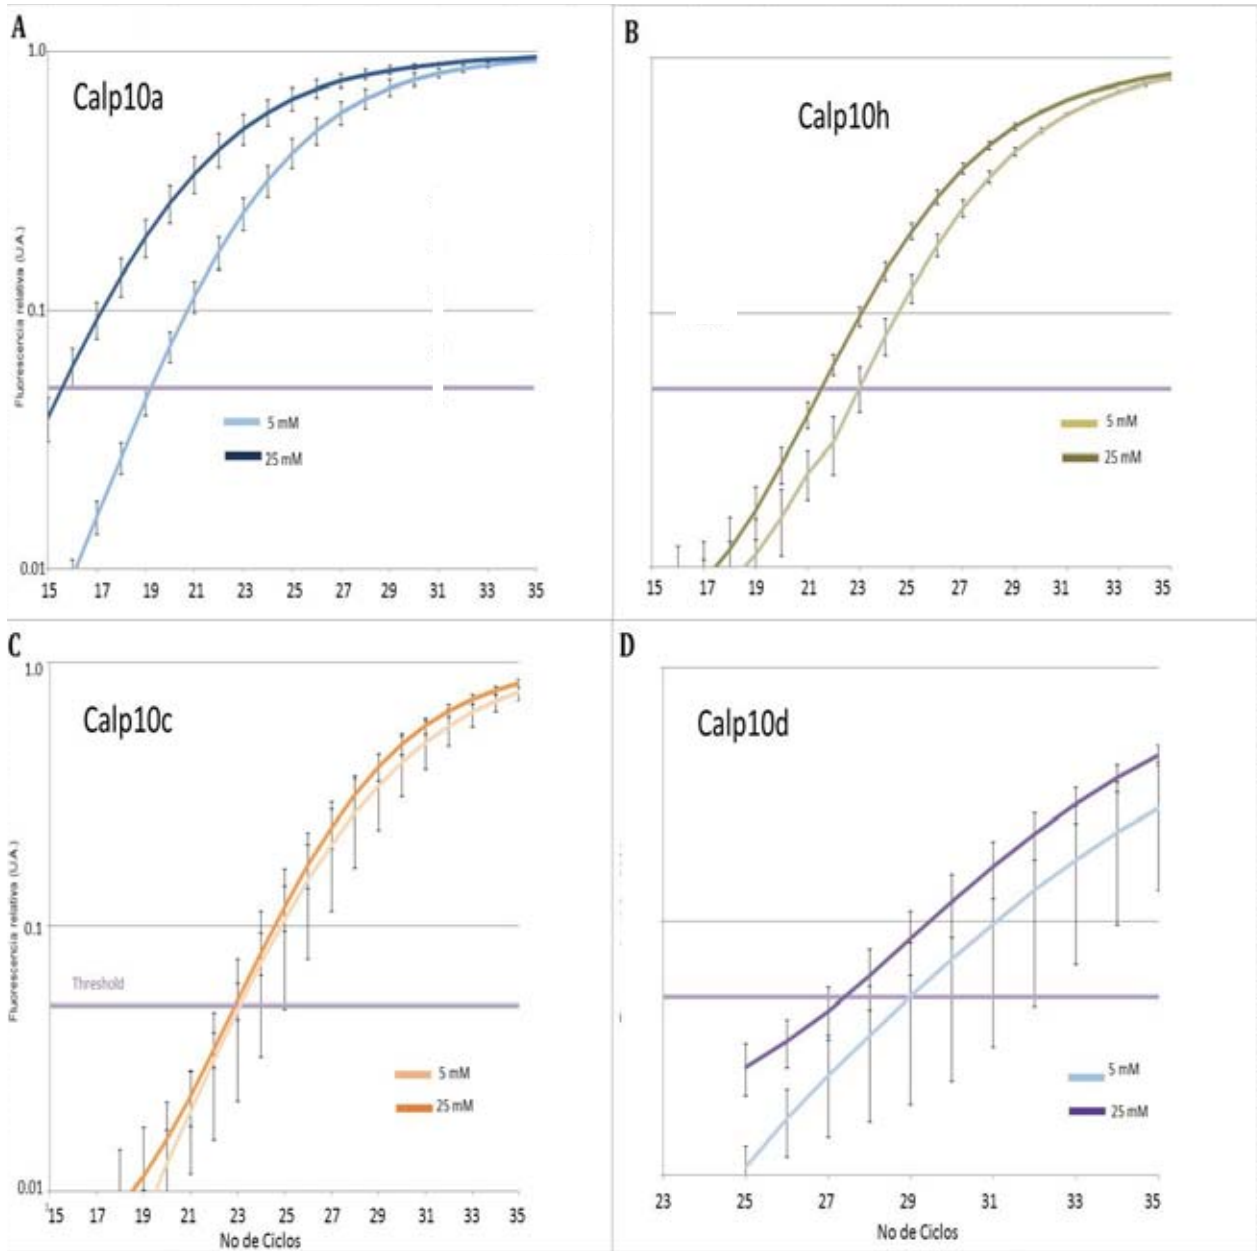 A
1.0
Calp10a
Fluorescencia relativa (U.A.)
0.1
5 mM
25 mM
0.01
15 17 19 21 23 25 27 29 31 33 35
B
Calp10h
5 mM
25 mM
15 17 19 21 23 25 27 29 31 33 35
C
1.0
Calp10c
Fluorescencia relativa (U.A.)
0.1
Threshold
5 mM
25 mM
0.01
15 17 19 21 23 25 27 29 31 33 35
No de Ciclos
D
Calp10d
5 mM
25 mM
23 25 27 29 31 33 35
No de Ciclos